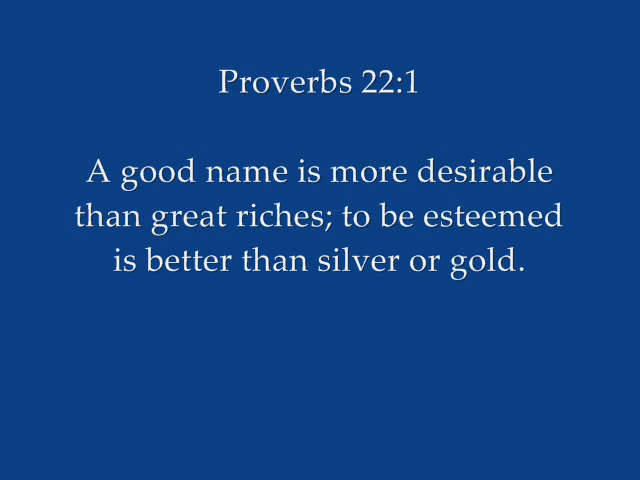 Proverbs 22:1
A good name is more desirable
than great riches; to be esteemed
is better than silver or gold.